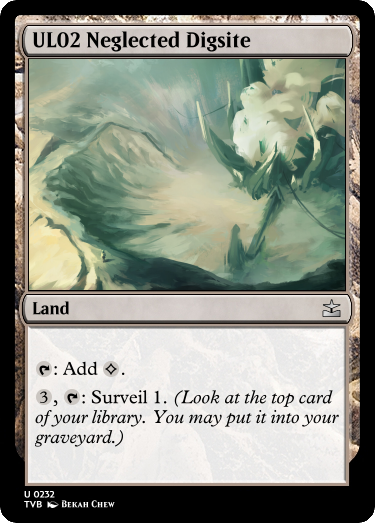 UL02 Neglected Digsite
Land
: Add .
3, : Surveil 1. (Look at the top card
of your library. You may put it into your
graveyard.)
U 0232
TVB Bekah Chew